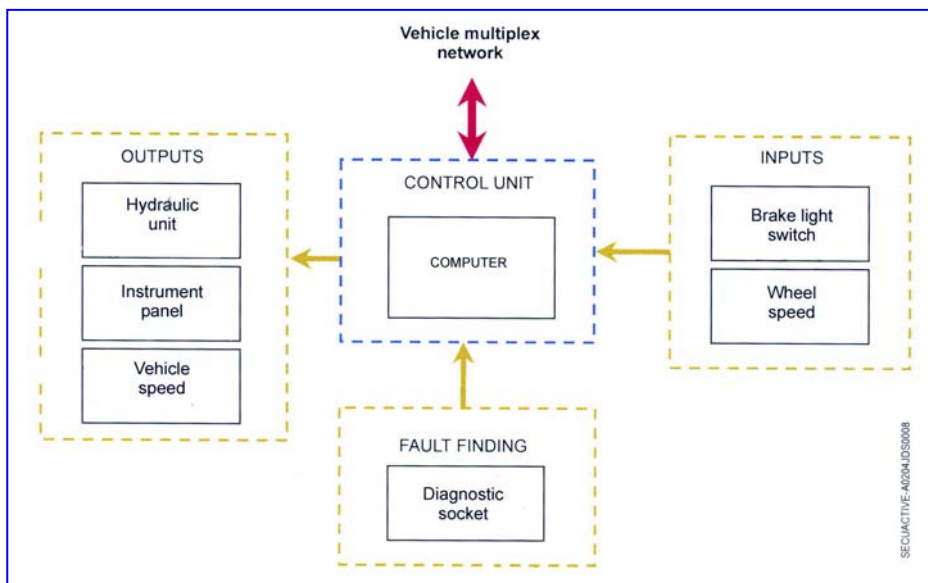 Vehicle multiplex
network
OUTPUTS
Hydraulic
unit
Instrument
panel
Vehicle
speed
CONTROL UNIT
COMPUTER
INPUTS
Brake light
switch
Wheel
speed
FAULT FINDING
Diagnostic
socket
SECUACTIVE-A0204JDS0008